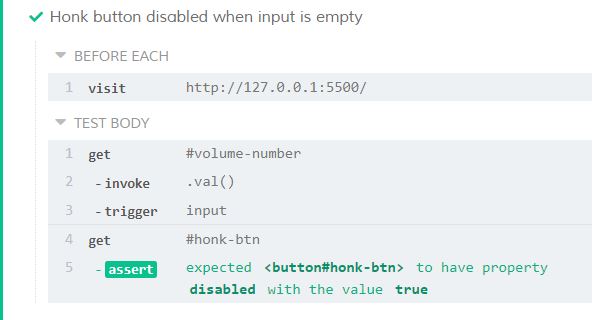 Honk button disabled when input is empty
BEFORE EACH
1 visit http://127.0.0.1:5500/
TEST BODY
1 get #volume-number
2 -invoke .val()
3 -trigger input
4 get #honk-btn
5 -assert expected <button#honk-btn> to have property
disabled with the value true